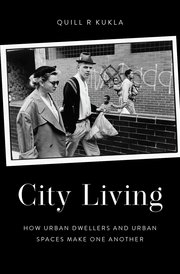 QUILL R KUKLA
City Living
HOW URBAN DWELLERS AND URBAN
SPACES MAKE ONE ANOTHER